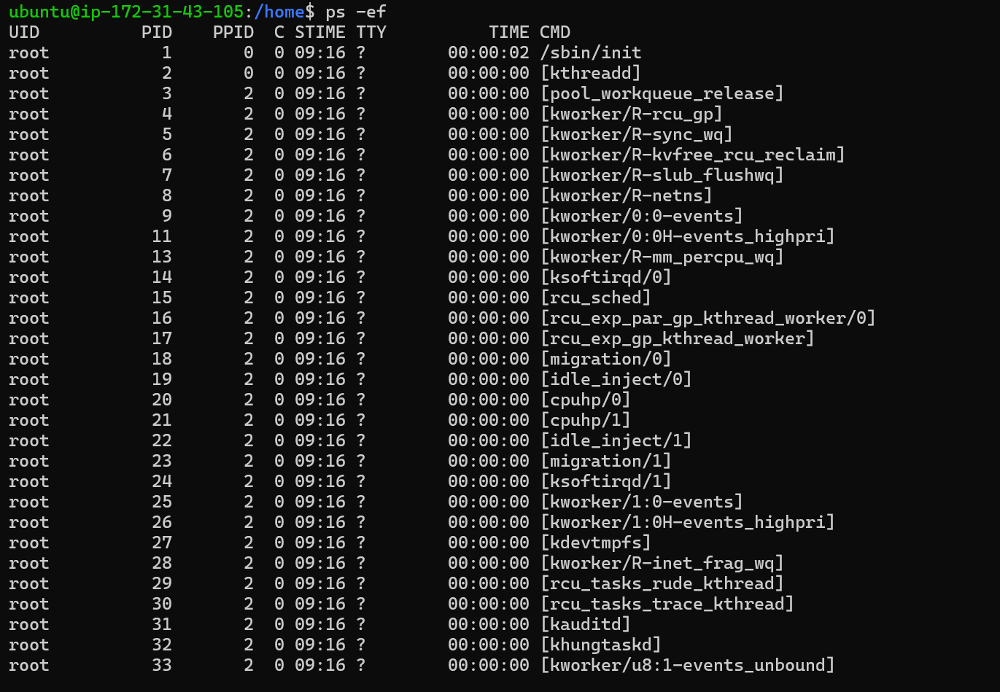 ubuntu@ip-172-31-43-105:/home$ ps -ef
UID          PID    PPID  C STIME TTY          TIME CMD
root           1       0  0 09:16 ?        00:00:02 /sbin/init
root           2       0  0 09:16 ?        00:00:00 [kthreadd]
root           3       2  0 09:16 ?        00:00:00 [pool_workqueue_release]
root           4       2  0 09:16 ?        00:00:00 [kworker/R-rcu_gp]
root           5       2  0 09:16 ?        00:00:00 [kworker/R-sync_wq]
root           6       2  0 09:16 ?        00:00:00 [kworker/R-kvfree_rcu_reclaim]
root           7       2  0 09:16 ?        00:00:00 [kworker/R-slub_flushwq]
root           8       2  0 09:16 ?        00:00:00 [kworker/R-netns]
root           9       2  0 09:16 ?        00:00:00 [kworker/0:0-events]
root          11       2  0 09:16 ?        00:00:00 [kworker/0:0H-events_highpri]
root          13       2  0 09:16 ?        00:00:00 [kworker/R-mm_percpu_wq]
root          14       2  0 09:16 ?        00:00:00 [ksoftirqd/0]
root          15       2  0 09:16 ?        00:00:00 [rcu_sched]
root          16       2  0 09:16 ?        00:00:00 [rcu_exp_par_gp_kthread_worker/0]
root          17       2  0 09:16 ?        00:00:00 [rcu_exp_gp_kthread_worker]
root          18       2  0 09:16 ?        00:00:00 [migration/0]
root          19       2  0 09:16 ?        00:00:00 [idle_inject/0]
root          20       2  0 09:16 ?        00:00:00 [cpuhp/0]
root          21       2  0 09:16 ?        00:00:00 [cpuhp/1]
root          22       2  0 09:16 ?        00:00:00 [idle_inject/1]
root          23       2  0 09:16 ?        00:00:00 [migration/1]
root          24       2  0 09:16 ?        00:00:00 [ksoftirqd/1]
root          25       2  0 09:16 ?        00:00:00 [kworker/1:0-events]
root          26       2  0 09:16 ?        00:00:00 [kworker/1:0H-events_highpri]
root          27       2  0 09:16 ?        00:00:00 [kdevtmpfs]
root          28       2  0 09:16 ?        00:00:00 [kworker/R-inet_frag_wq]
root          29       2  0 09:16 ?        00:00:00 [rcu_tasks_rude_kthread]
root          30       2  0 09:16 ?        00:00:00 [rcu_tasks_trace_kthread]
root          31       2  0 09:16 ?        00:00:00 [kauditd]
root          32       2  0 09:16 ?        00:00:00 [khungtaskd]
root          33       2  0 09:16 ?        00:00:00 [kworker/u8:1-events_unbound]